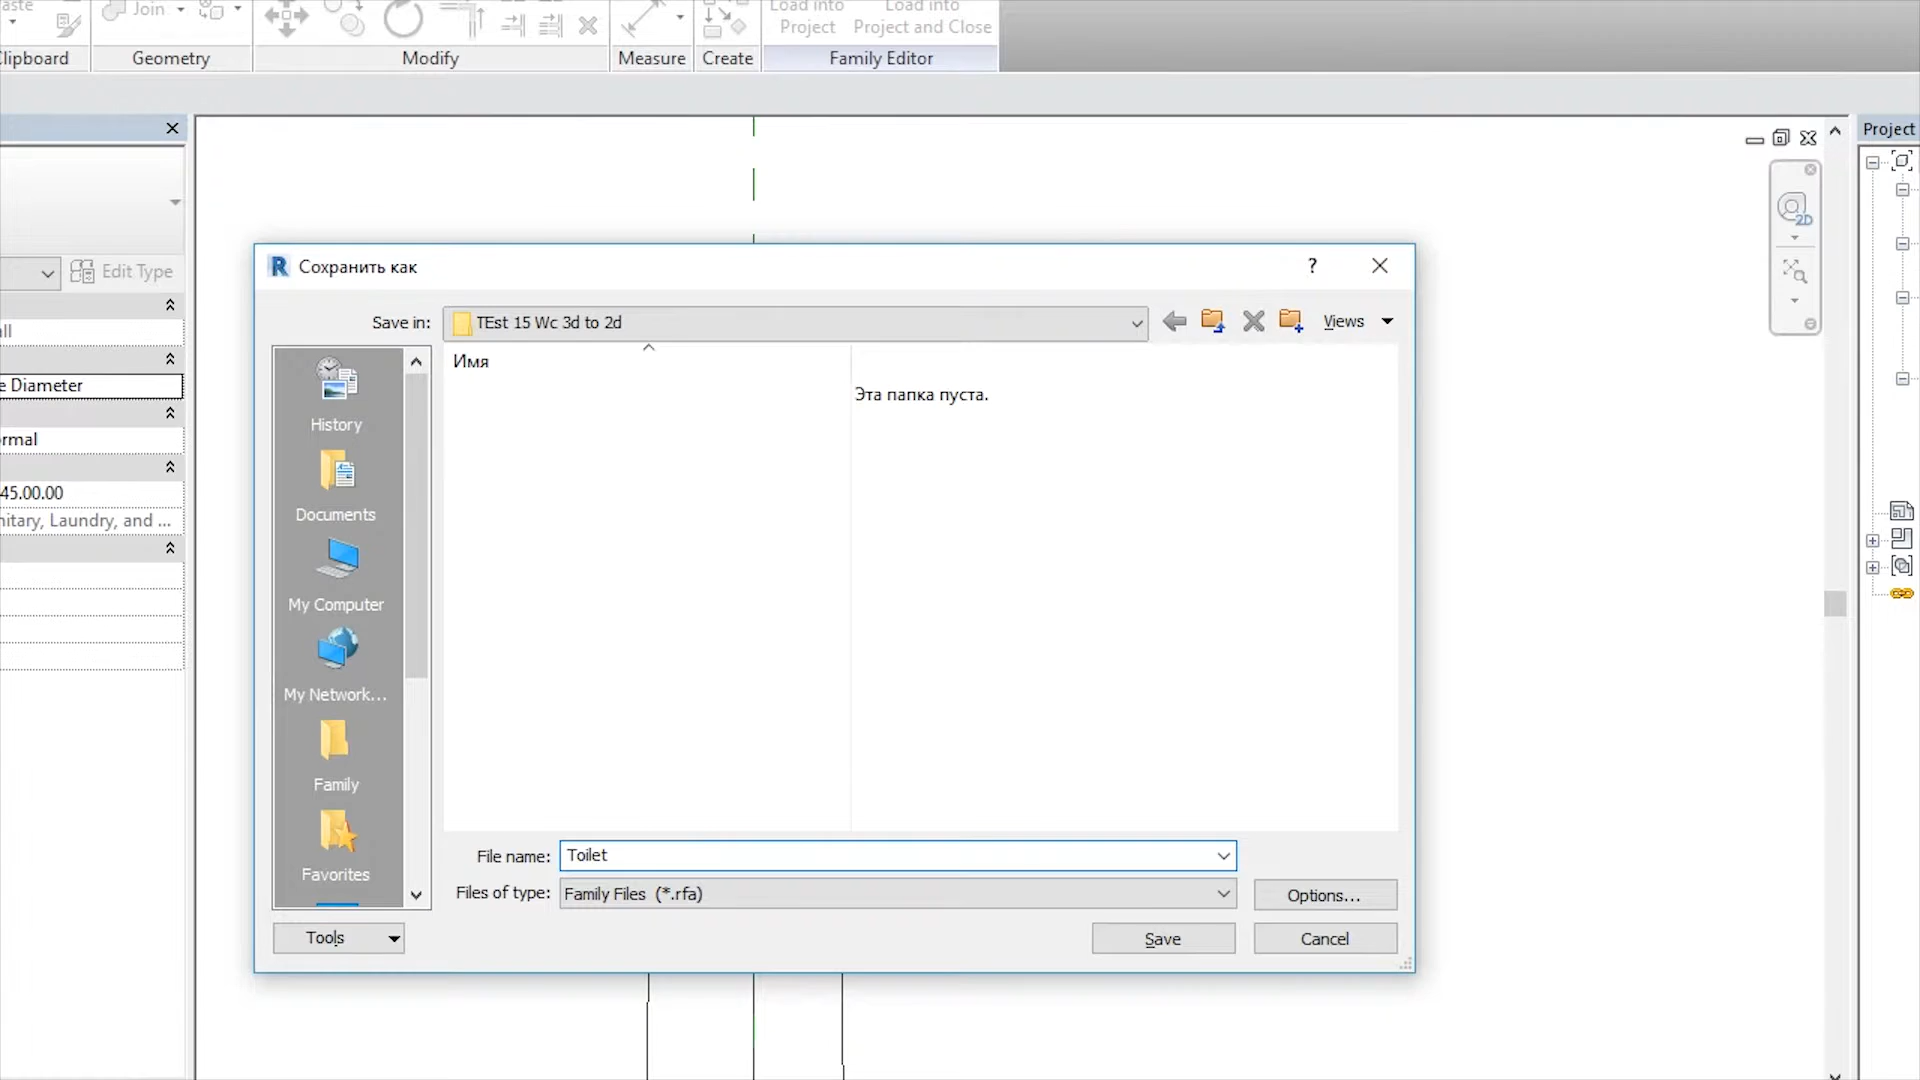 Join
Load into
Project
Load into
Project and Close
Clipboard
Geometry
Modify
Measure
Create
Family Editor
Project
Edit Type
e Diameter
ormal
45.00.00
nitary, Laundry, and ...
2D
Сохранить как
?
Save in:
TEst 15 Wc 3d to 2d
Views
Имя
Эта папка пуста.
History
Documents
My Computer
My Network...
Family
Favorites
File name:
Toilet
Files of type:
Family Files (*.rfa)
Options...
Tools
Save
Cancel